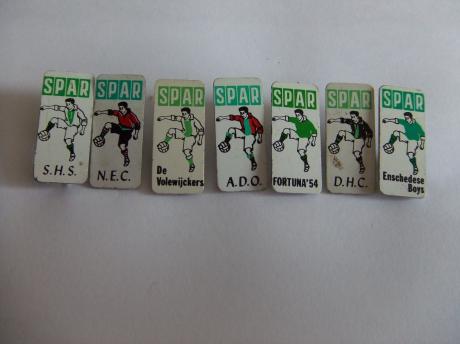 SPAR
S.H.S.
SPAR
N.E.C.
SPAR
De
Volewijckers
SPAR
A.D.O.
SPAR
FORTUNA'54
SPAR
D.H.C.
SPAR
Enschedese
Boys